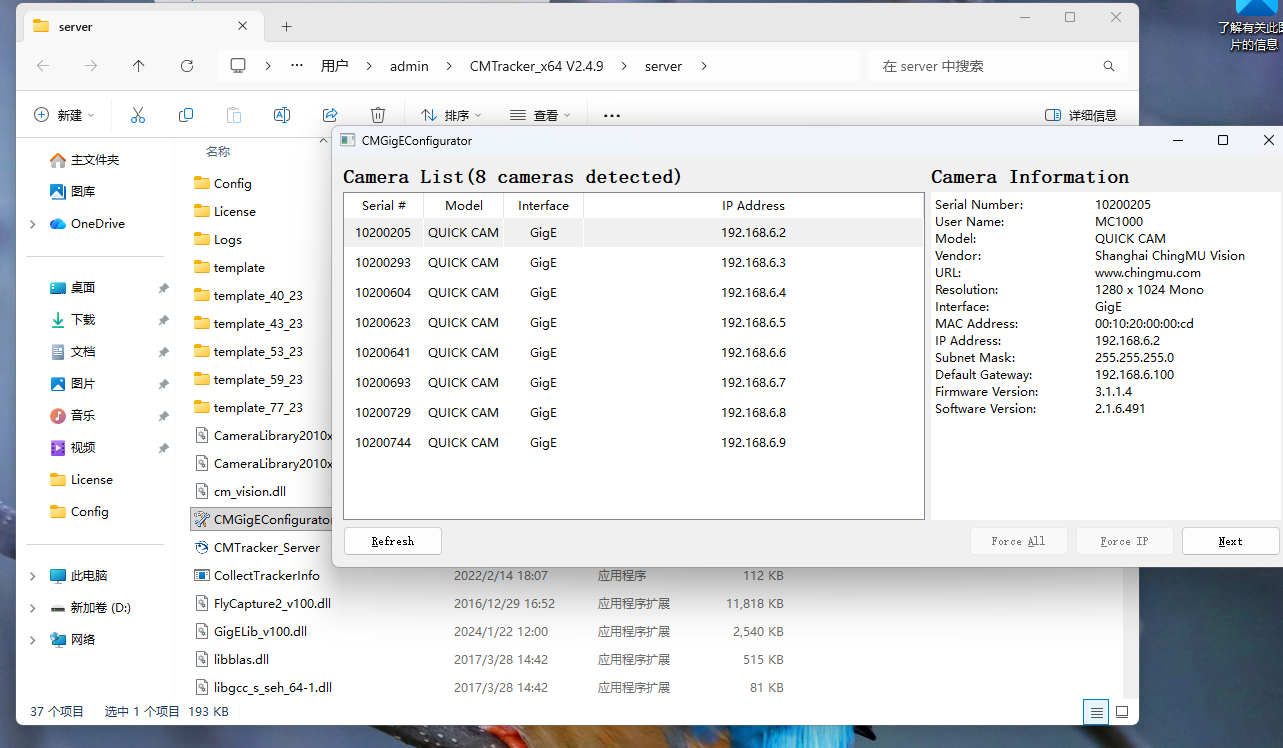 server
了解有关此图
片的信息
用户
admin
CMTracker_x64 V2.4.9
server
在 server 中搜索
新建
排序
查看
详细信息
主文件夹
图库
OneDrive
桌面
下载
文档
图片
音乐
视频
License
Config
此电脑
新加卷 (D:)
网络
名称
Config
License
Logs
template
template_40_23
template_43_23
template_53_23
template_59_23
template_77_23
CameraLibrary2010x
CameraLibrary2010x
cm_vision.dll
CMGigEConfigurator
CMTracker_Server
CollectTrackerInfo 2022/2/14 18:07 应用程序 112 KB
FlyCapture2_v100.dll 2016/12/29 16:52 应用程序扩展 11,818 KB
GigELib_v100.dll 2024/1/22 12:00 应用程序扩展 2,540 KB
libblas.dll 2017/3/28 14:42 应用程序扩展 515 KB
libgcc_s_seh_64-1.dll 2017/3/28 14:42 应用程序扩展 81 KB
37 个项目 选中 1 个项目 193 KB
CMGigEConfigurator
Camera List(8 cameras detected)
Serial # Model Interface IP Address
10200205 QUICK CAM GigE 192.168.6.2
10200293 QUICK CAM GigE 192.168.6.3
10200604 QUICK CAM GigE 192.168.6.4
10200623 QUICK CAM GigE 192.168.6.5
10200641 QUICK CAM GigE 192.168.6.6
10200693 QUICK CAM GigE 192.168.6.7
10200729 QUICK CAM GigE 192.168.6.8
10200744 QUICK CAM GigE 192.168.6.9
Refresh
Camera Information
Serial Number: 10200205
User Name: MC1000
Model: QUICK CAM
Vendor: Shanghai ChingMU Vision
URL: www.chingmu.com
Resolution: 1280 x 1024 Mono
Interface: GigE
MAC Address: 00:10:20:00:00:cd
IP Address: 192.168.6.2
Subnet Mask: 255.255.255.0
Default Gateway: 192.168.6.100
Firmware Version: 3.1.1.4
Software Version: 2.1.6.491
Force All
Force IP
Next